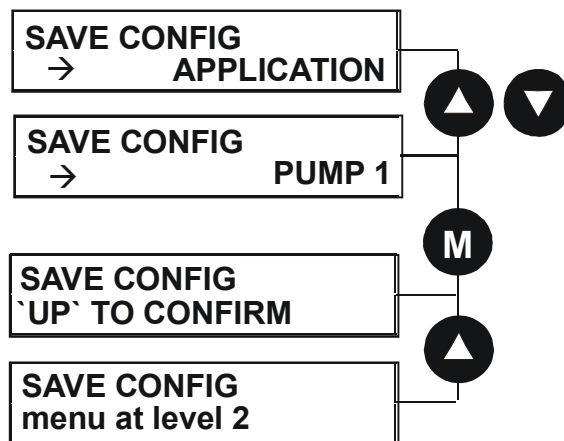 SAVE CONFIG
→ APPLICATION
SAVE CONFIG
→ PUMP 1
M
SAVE CONFIG
`UP` TO CONFIRM
SAVE CONFIG
menu at level 2